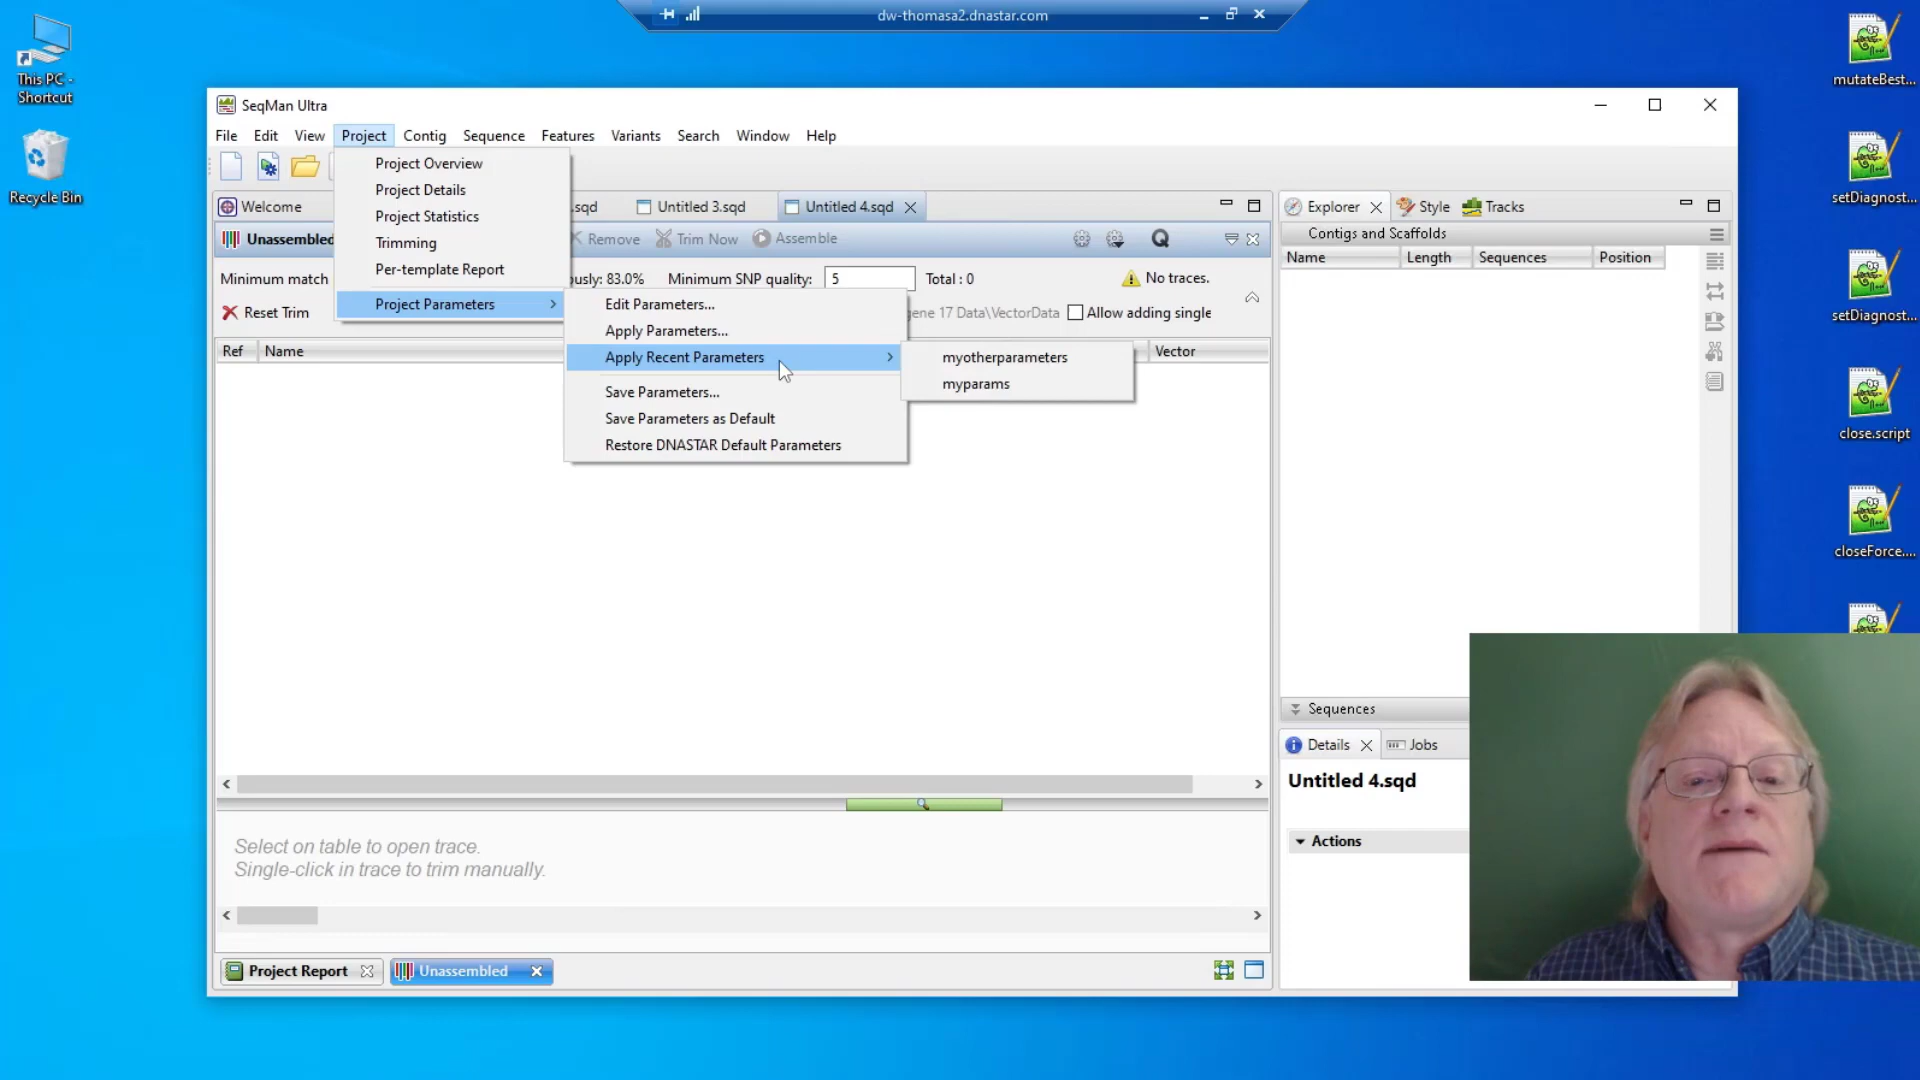 dw-thomasa2.dnastar.com
This PC -
Shortcut
Recycle Bin
SeqMan Ultra
File Edit View Project Contig Sequence Features Variants Search Window Help
Project Overview
Project Details
Project Statistics
Trimming
Per-template Report
Project Parameters
Welcome
.sqd
Untitled 3.sqd
Untitled 4.sqd
Unassembled
Remove
Trim Now
Assemble
Q
Minimum match
ously: 83.0%
Minimum SNP quality:
5
Total : 0
No traces.
Reset Trim
gene 17 Data\VectorData
Allow adding single
Ref Name Vector
Edit Parameters...
Apply Parameters...
Apply Recent Parameters
Save Parameters...
Save Parameters as Default
Restore DNASTAR Default Parameters
myotherparameters
myparams
Select on table to open trace.
Single-click in trace to trim manually.
Project Report
Unassembled
Explorer
Style
Tracks
Contigs and Scaffolds
Name Length Sequences Position
Sequences
Details
Jobs
Untitled 4.sqd
Actions
mutateBest...
setDiagnost...
setDiagnost...
close.script
closeForce....